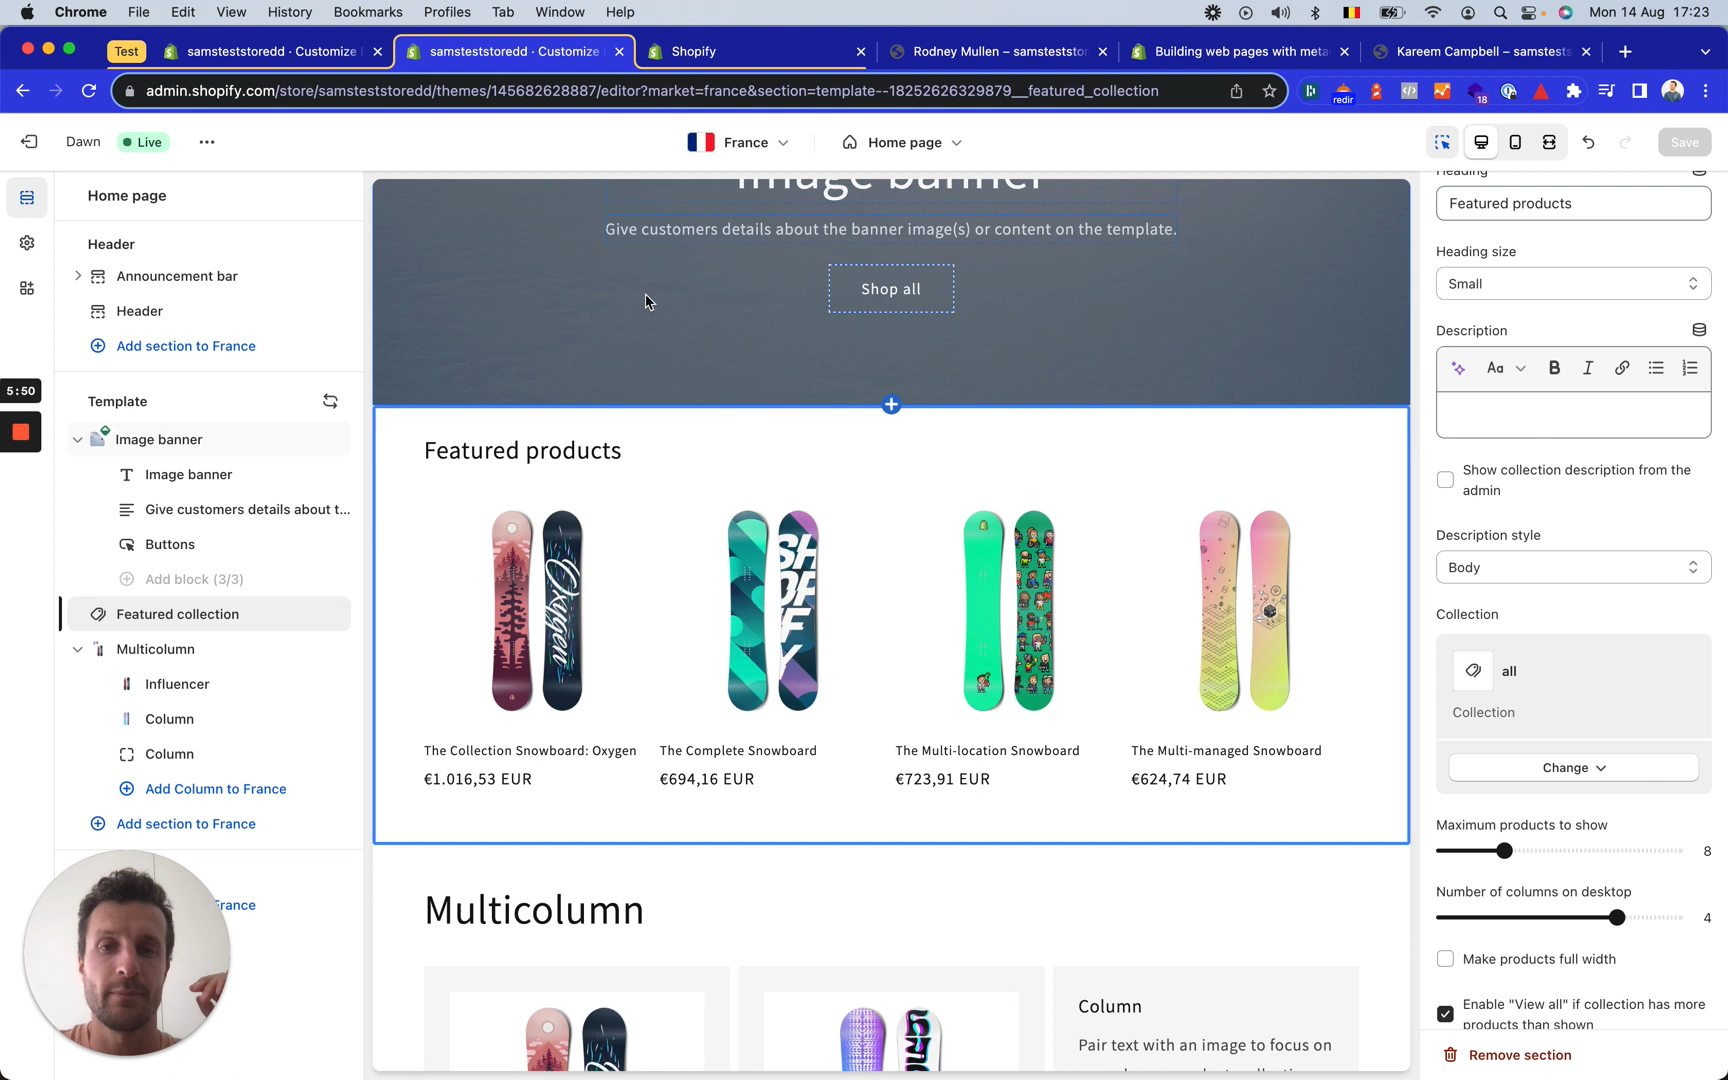 Chrome File Edit View History Bookmarks Profiles Tab Window Help
Mon 14 Aug 17:23
Test
samsteststoredd · Customize
samsteststoredd · Customize
Shopify
Rodney Mullen – samsteststor
Building web pages with meta
Kareem Campbell – samstests
admin.shopify.com/store/samsteststoredd/themes/145682628887/editor?market=france&section=template--18252626329879__featured_collection
redir
18
Dawn
Live
France
Home page
Save
Home page
Header
Announcement bar
Header
Add section to France
5:50
Template
Image banner
Image banner
Give customers details about t...
Buttons
Add block (3/3)
Featured collection
Multicolumn
Influencer
Column
Column
Add Column to France
Add section to France
France
Image banner
Give customers details about the banner image(s) or content on the template.
Shop all
Featured products
Oxygen
SHOPIFY
The Collection Snowboard: Oxygen
€1.016,53 EUR
The Complete Snowboard
€694,16 EUR
The Multi-location Snowboard
€723,91 EUR
The Multi-managed Snowboard
€624,74 EUR
Multicolumn
Column
Pair text with an image to focus on
Heading
Featured products
Heading size
Small
Description
Aa
B I
Show collection description from the
admin
Description style
Body
Collection
all
Collection
Change
Maximum products to show
8
Number of columns on desktop
4
Make products full width
Enable "View all" if collection has more
products than shown
Remove section